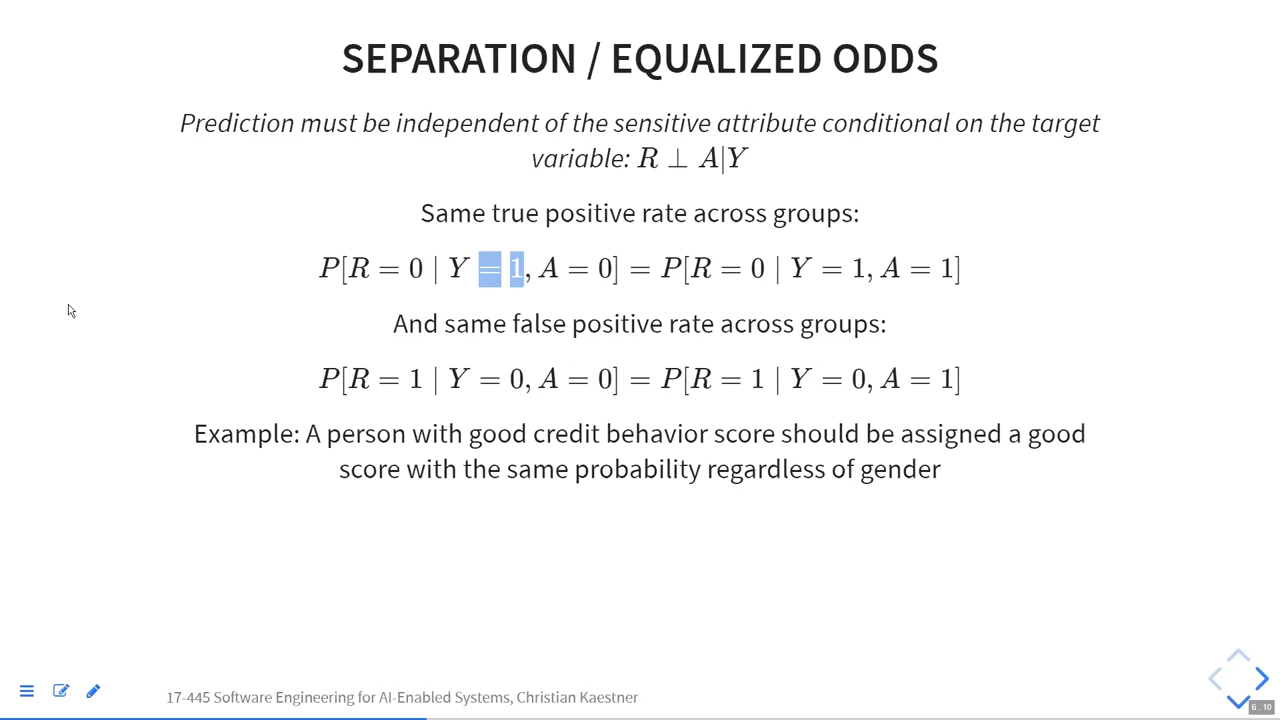 SEPARATION / EQUALIZED ODDS
Prediction must be independent of the sensitive attribute conditional on the target
variable: R ⊥ A|Y
Same true positive rate across groups:
P[R = 0 | Y = 1, A = 0] = P[R = 0 | Y = 1, A = 1]
And same false positive rate across groups:
P[R = 1 | Y = 0, A = 0] = P[R = 1 | Y = 0, A = 1]
Example: A person with good credit behavior score should be assigned a good
score with the same probability regardless of gender
17-445 Software Engineering for AI-Enabled Systems, Christian Kaestner
6 . 10